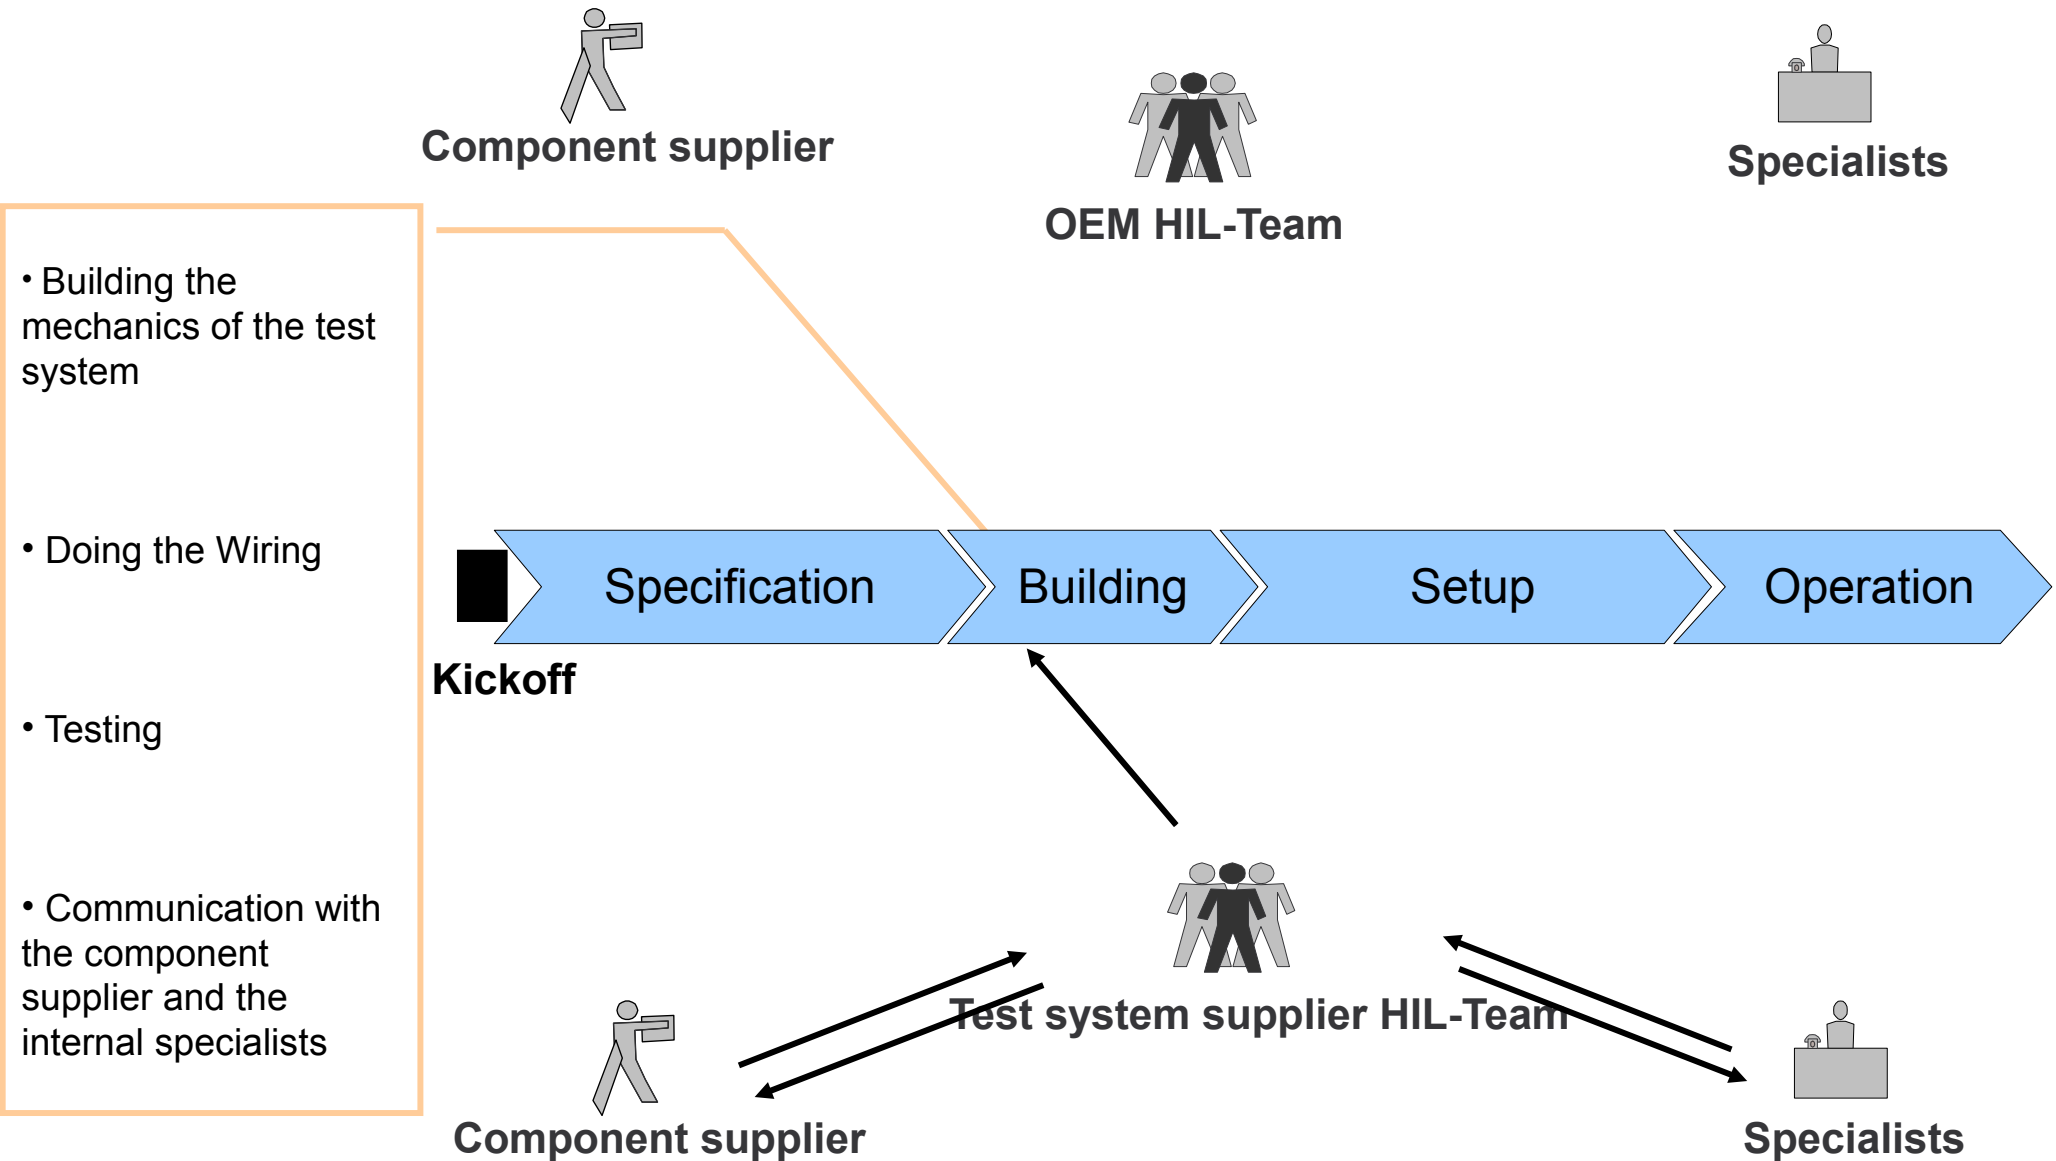 Component supplier
OEM HIL-Team
Specialists
• Building the
mechanics of the test
system
• Doing the Wiring
• Testing
• Communication with
the component
supplier and the
internal specialists
Specification
Building
Setup
Operation
Kickoff
Test system supplier HIL-Team
Component supplier
Specialists